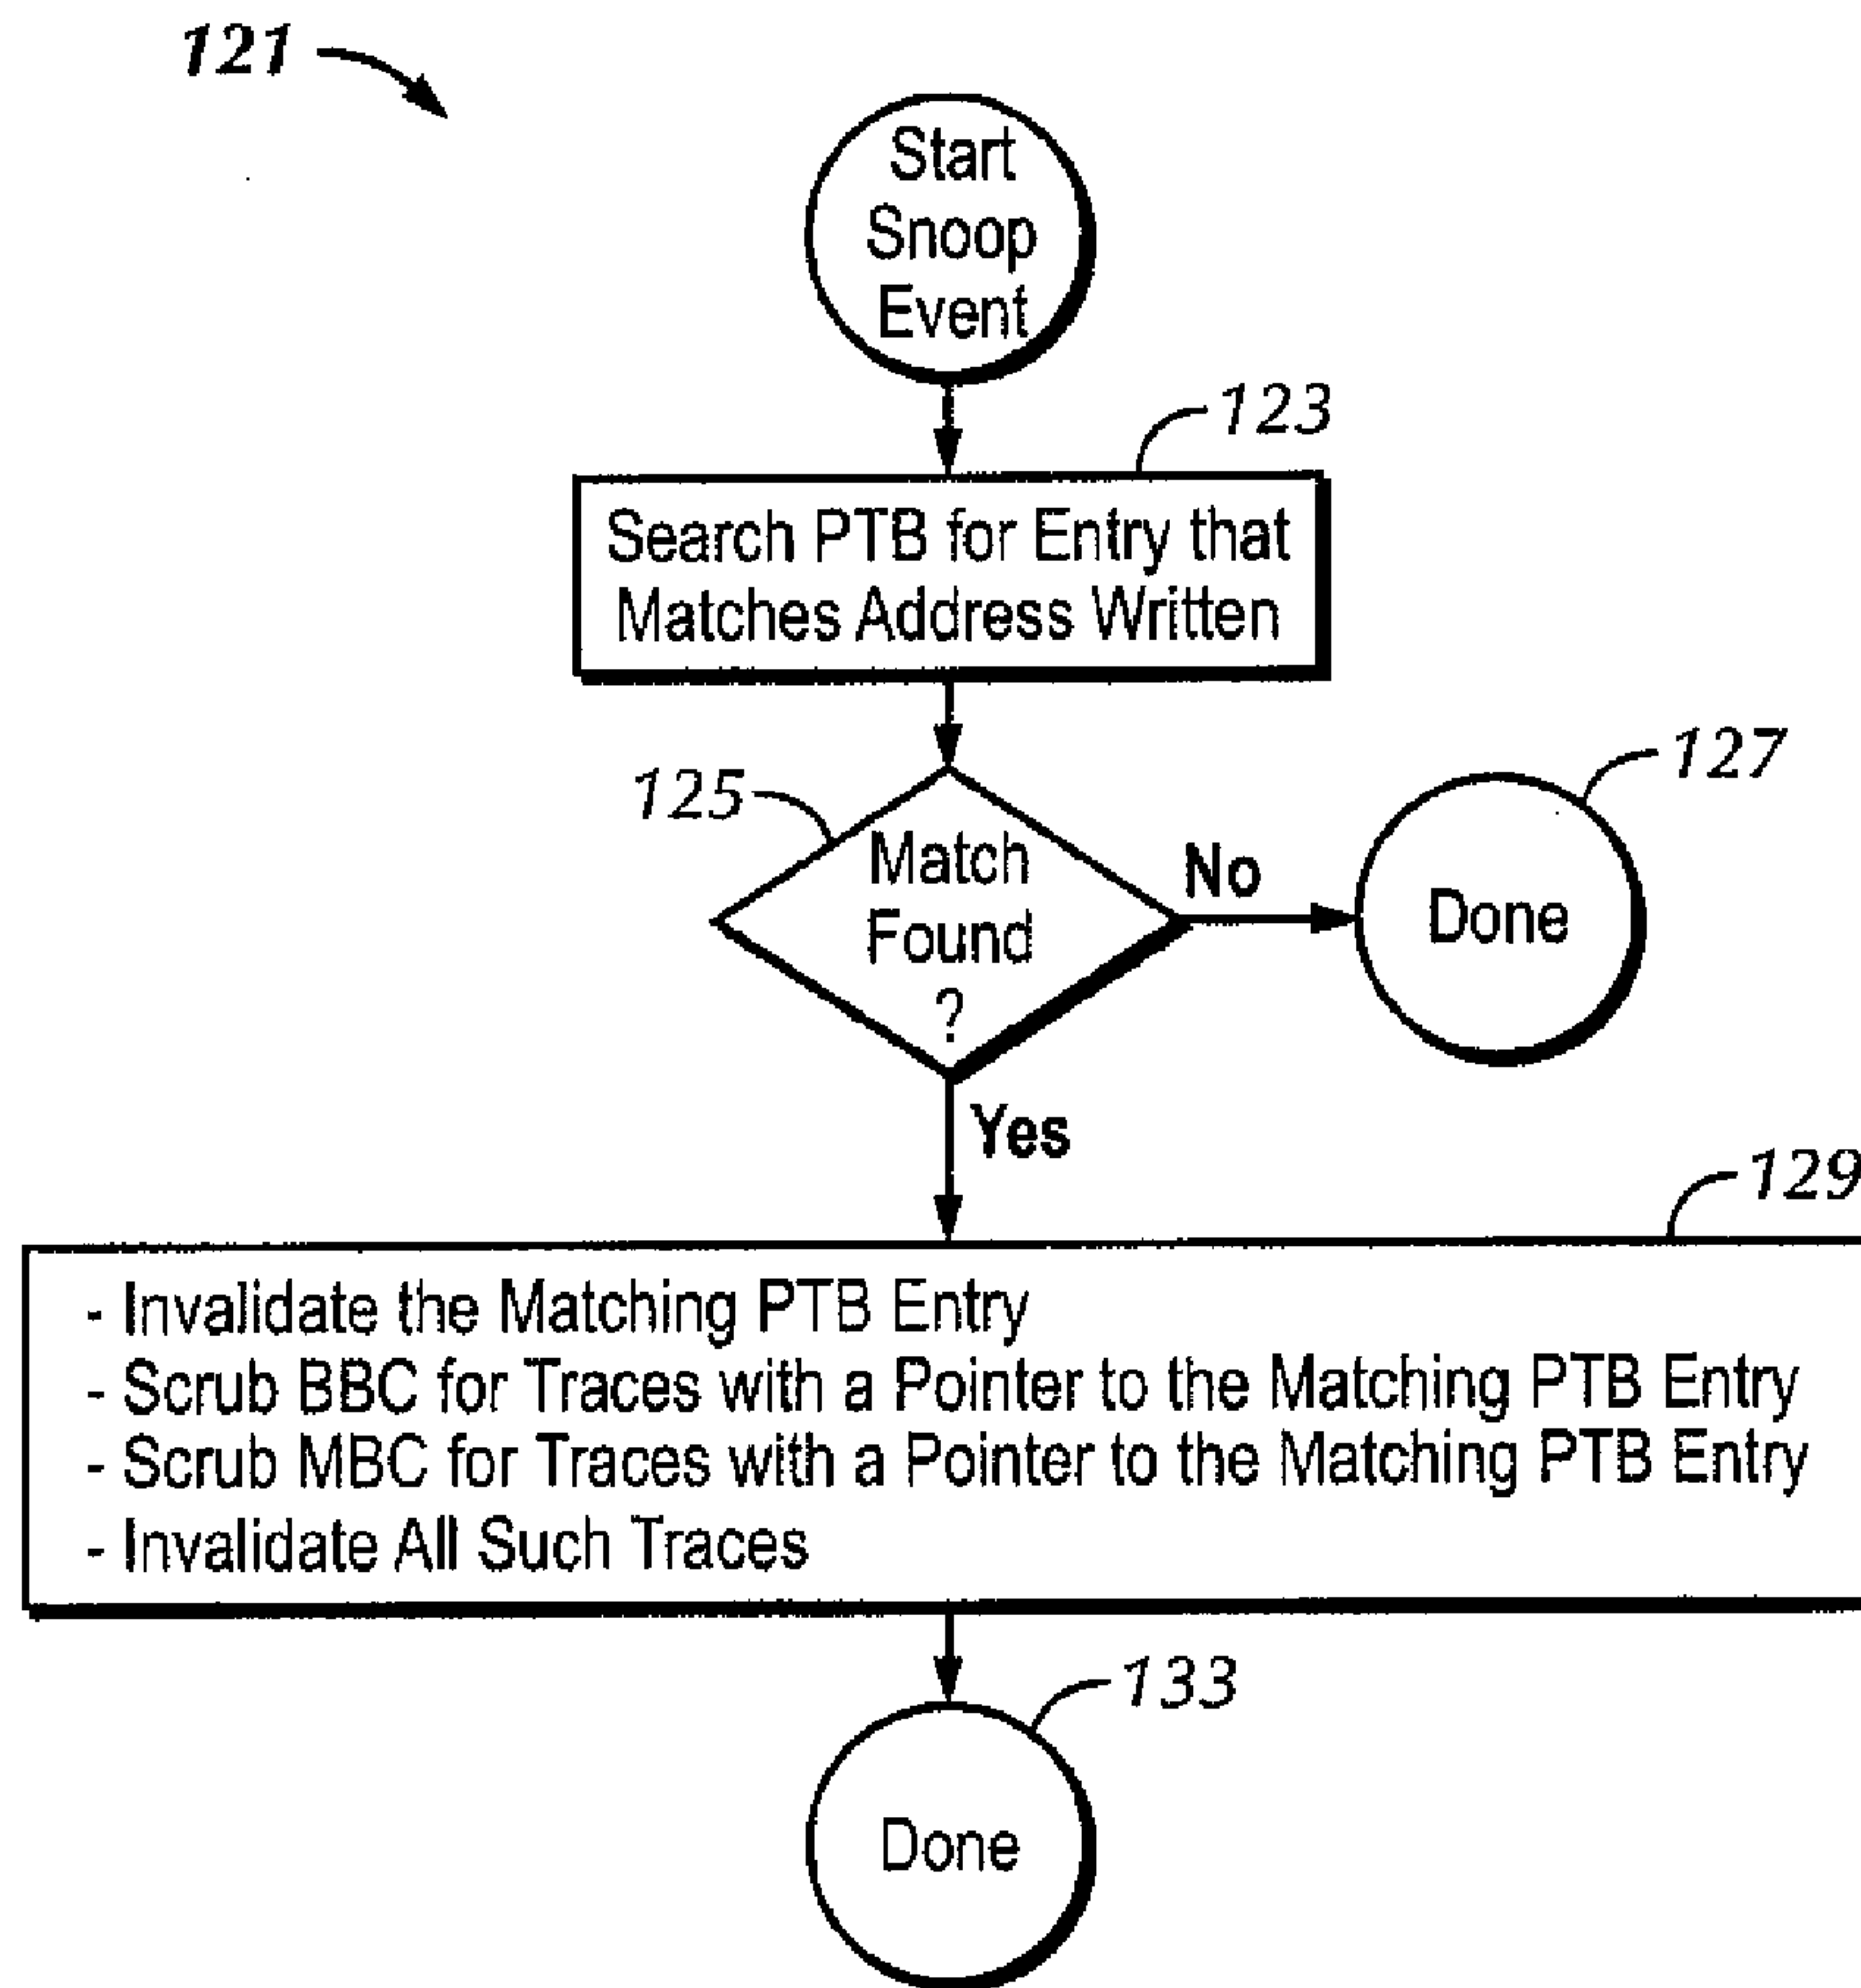 121
Start
Snoop
Event
123
Search PTB for Entry that
Matches Address Written
125
Match
Found
?
No
127
Done
Yes
129
- Invalidate the Matching PTB Entry
- Scrub BBC for Traces with a Pointer to the Matching PTB Entry
- Scrub MBC for Traces with a Pointer to the Matching PTB Entry
- Invalidate All Such Traces
133
Done